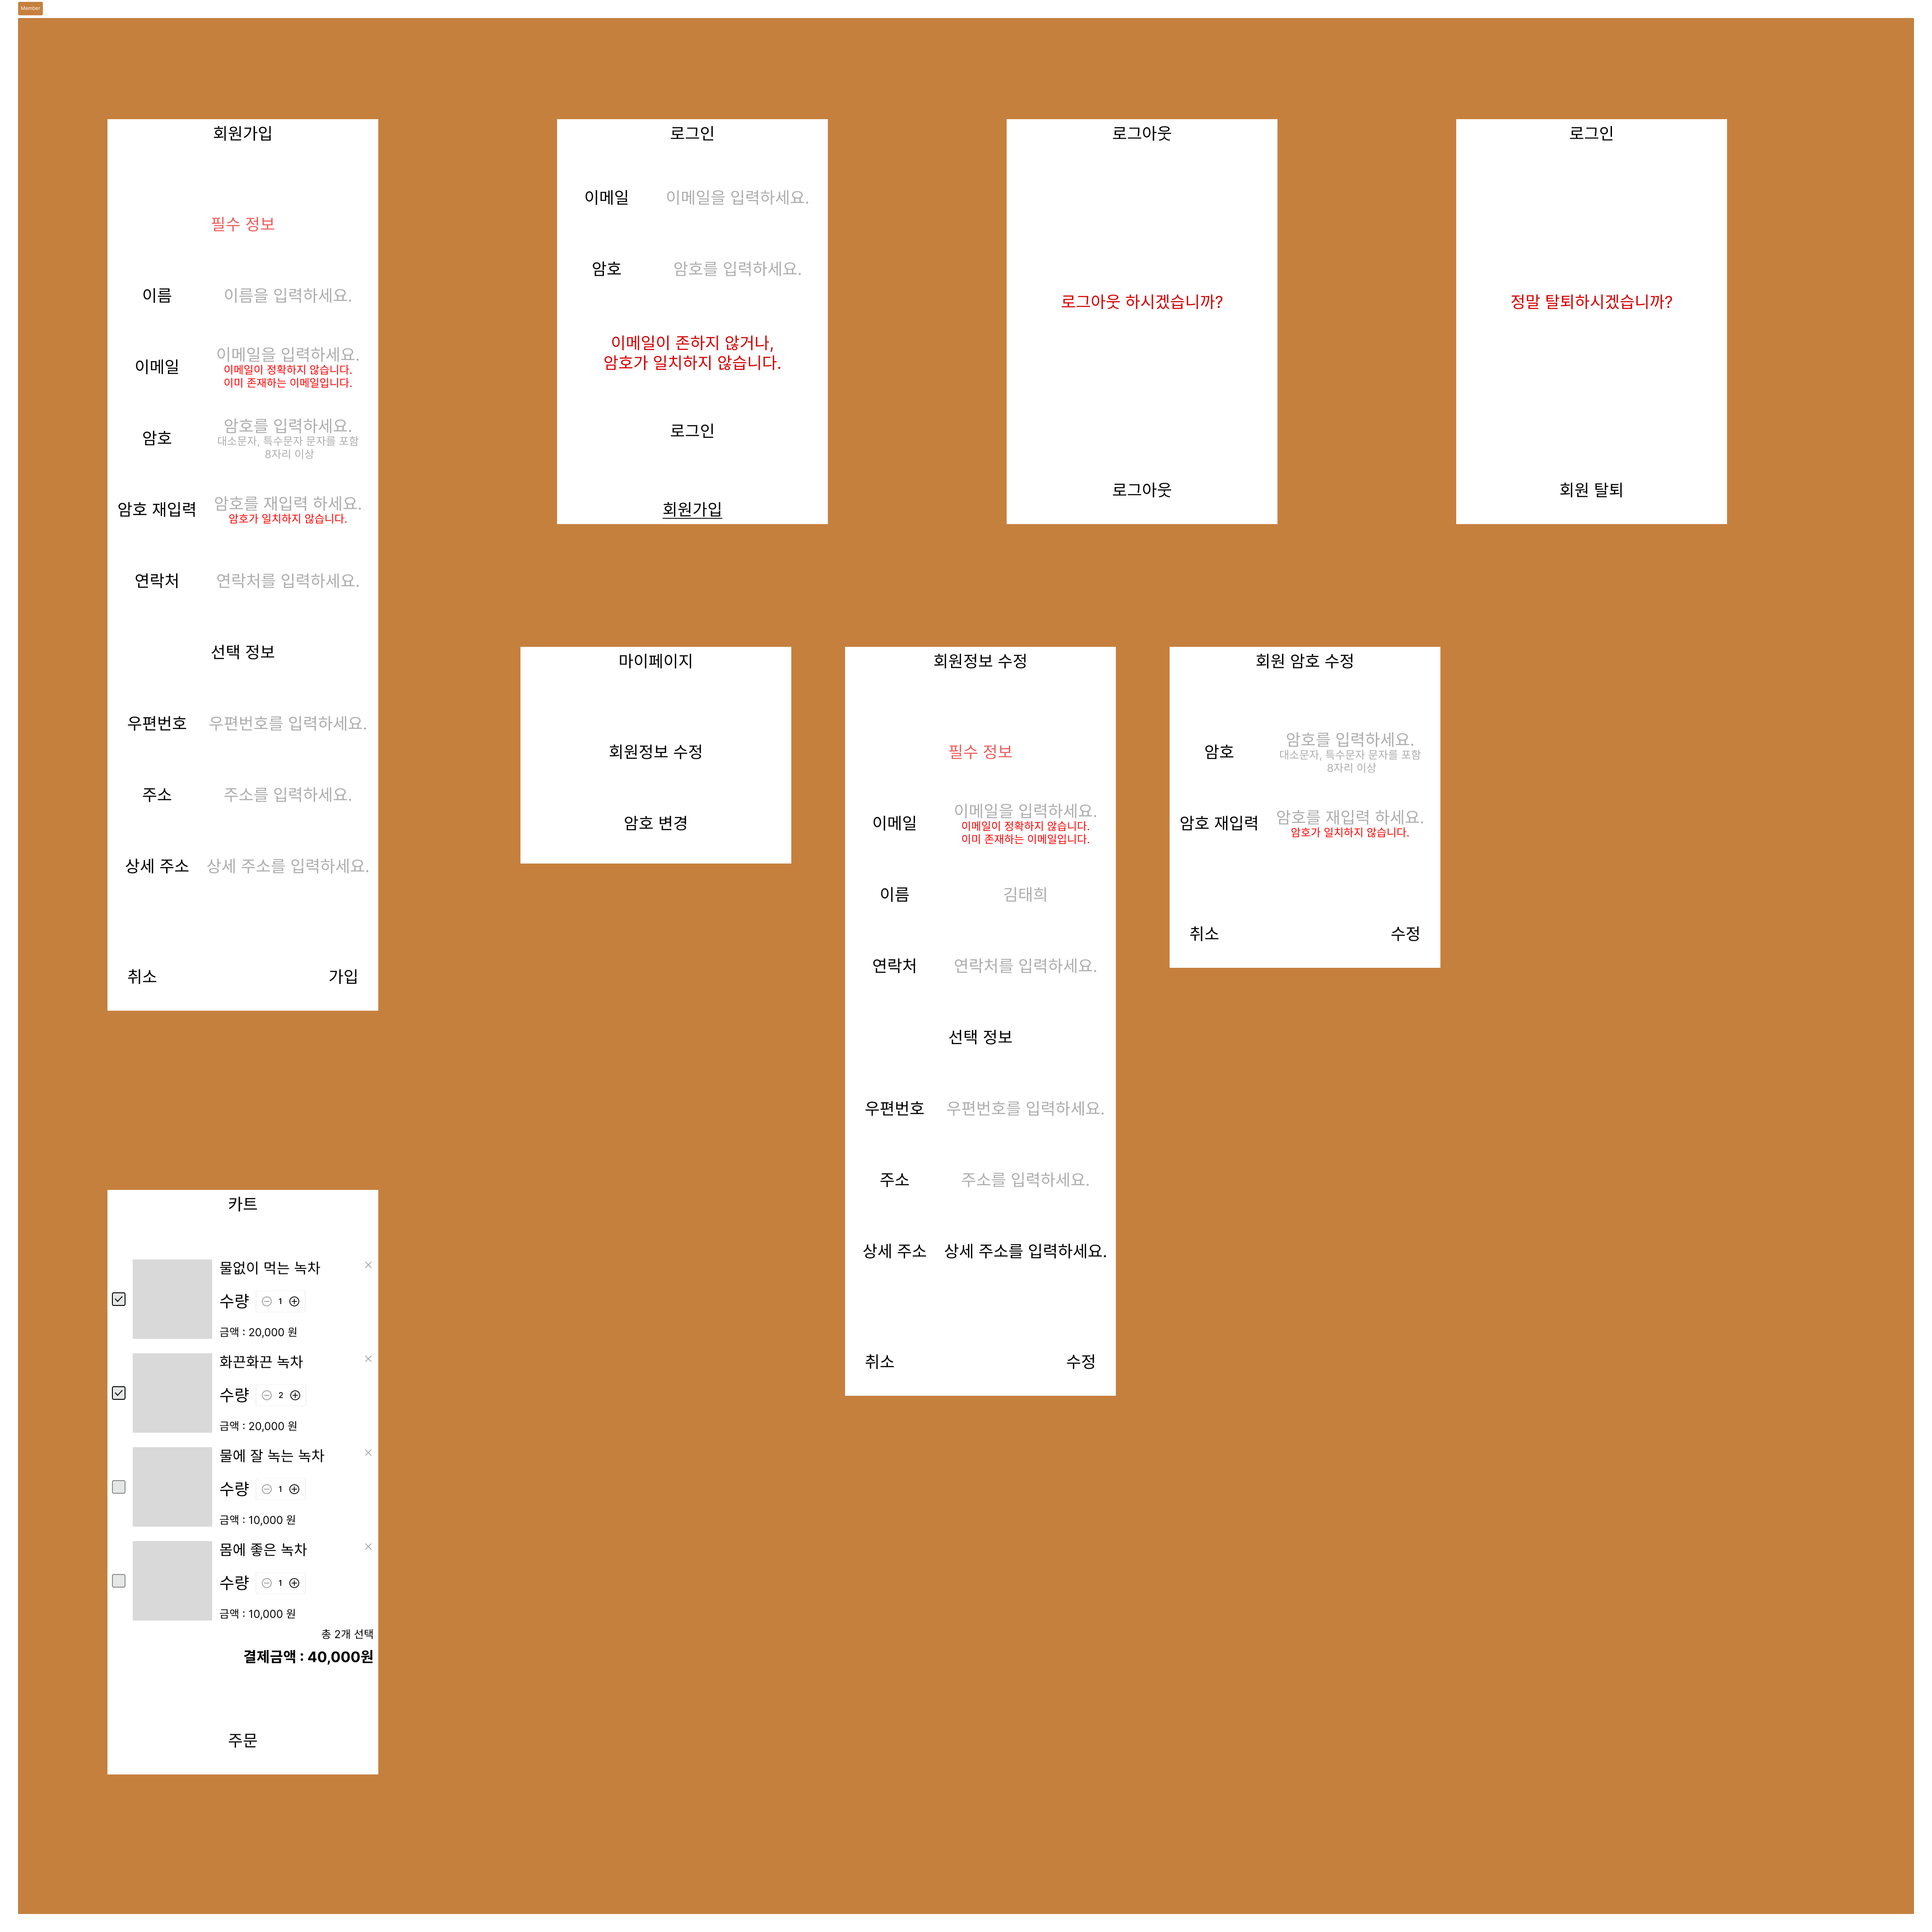 Member
회원가입
필수 정보
이름 이름을 입력하세요.
이메일 이메일을 입력하세요.
이메일이 정확하지 않습니다.
이미 존재하는 이메일입니다.
암호 암호를 입력하세요.
대소문자, 특수문자 문자를 포함
8자리 이상
암호 재입력 암호를 재입력 하세요.
암호가 일치하지 않습니다.
연락처 연락처를 입력하세요.
선택 정보
우편번호 우편번호를 입력하세요.
주소 주소를 입력하세요.
상세 주소 상세 주소를 입력하세요.
취소 가입
로그인
이메일 이메일을 입력하세요.
암호 암호를 입력하세요.
이메일이 존하지 않거나,
암호가 일치하지 않습니다.
로그인
회원가입
로그아웃
로그아웃 하시겠습니까?
로그아웃
로그인
정말 탈퇴하시겠습니까?
회원 탈퇴
마이페이지
회원정보 수정
암호 변경
회원정보 수정
필수 정보
이메일 이메일을 입력하세요.
이메일이 정확하지 않습니다.
이미 존재하는 이메일입니다.
이름 김태희
연락처 연락처를 입력하세요.
선택 정보
우편번호 우편번호를 입력하세요.
주소 주소를 입력하세요.
상세 주소 상세 주소를 입력하세요.
취소 수정
회원 암호 수정
암호 암호를 입력하세요.
대소문자, 특수문자 문자를 포함
8자리 이상
암호 재입력 암호를 재입력 하세요.
암호가 일치하지 않습니다.
취소 수정
카트
물없이 먹는 녹차
수량 1
금액 : 20,000 원
화끈화끈 녹차
수량 2
금액 : 20,000 원
물에 잘 녹는 녹차
수량 1
금액 : 10,000 원
몸에 좋은 녹차
수량 1
금액 : 10,000 원
총 2개 선택
결제금액 : 40,000원
주문